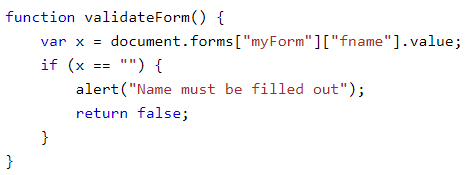 function validateForm() {
    var x = document.forms["myForm"]["fname"].value;
    if (x == "") {
        alert("Name must be filled out");
        return false;
    }
}